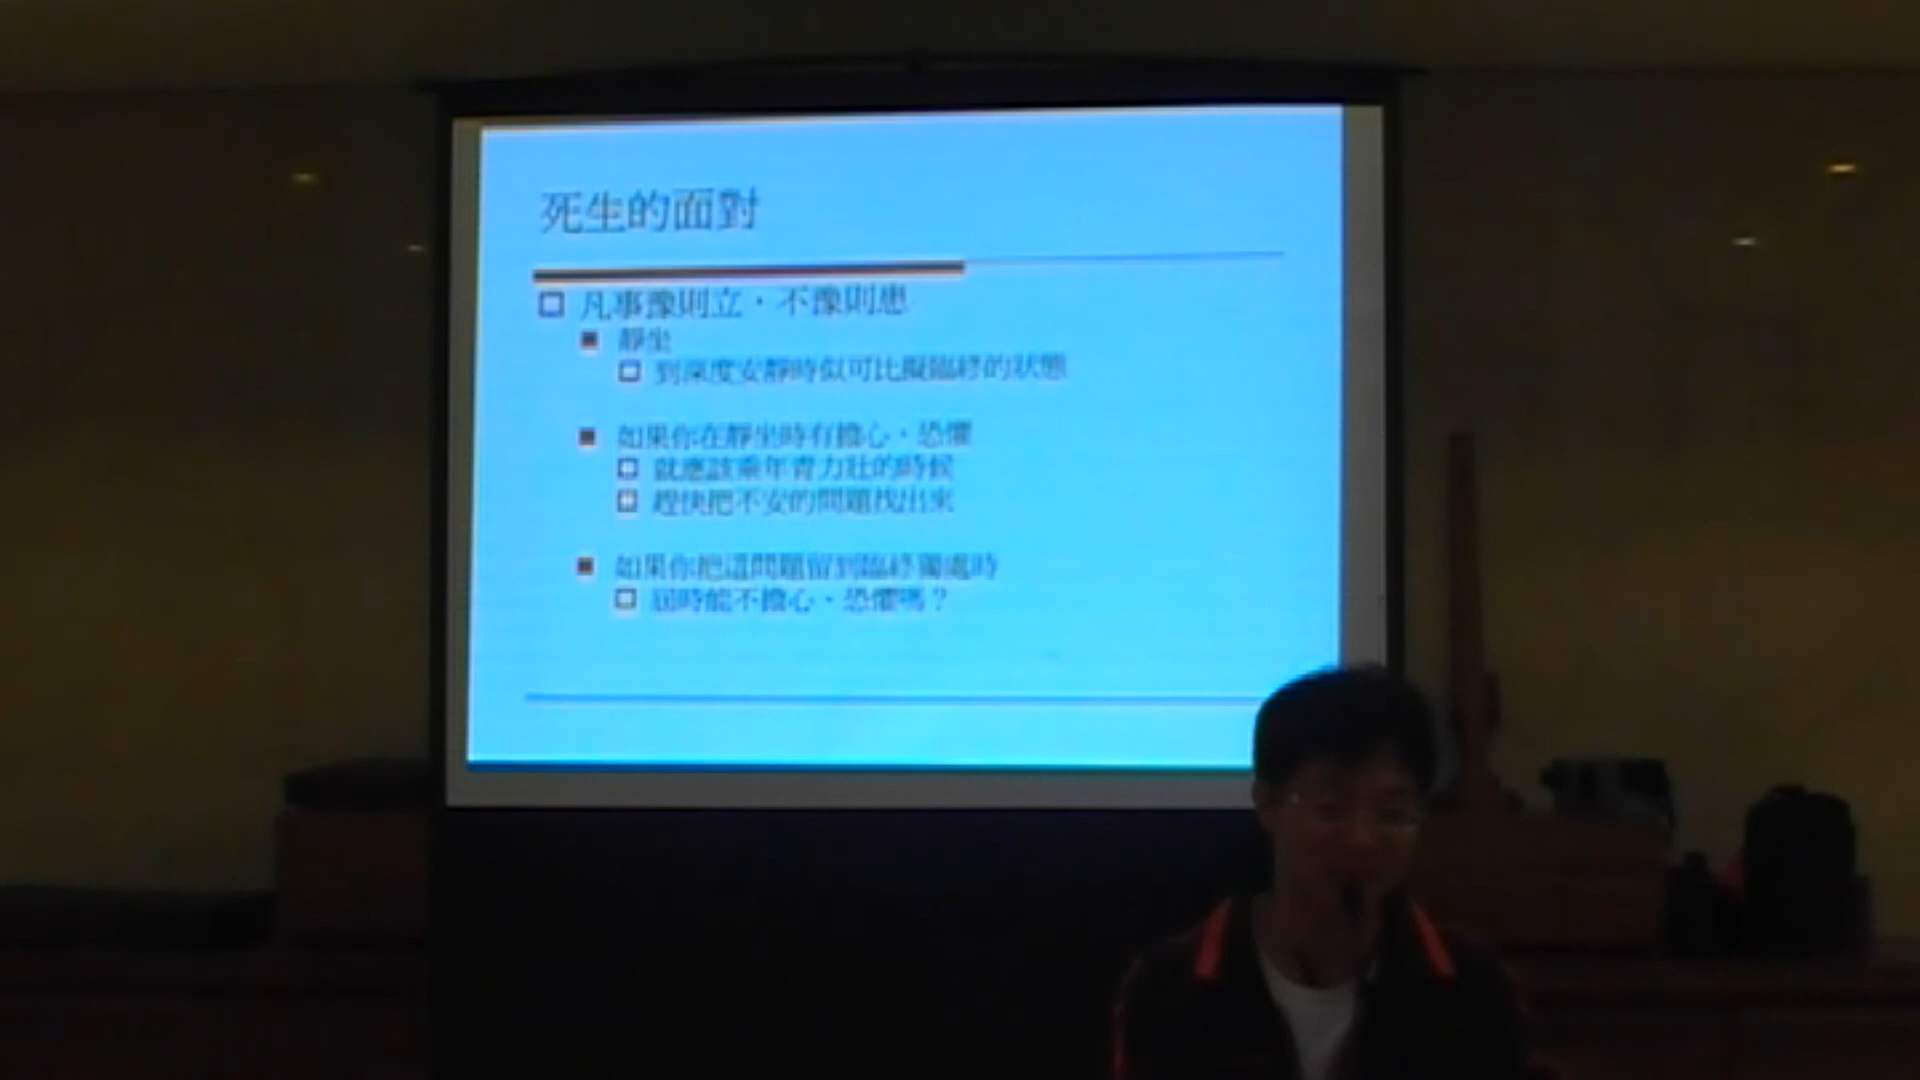 死生的面對
凡事豫則立，不豫則患
靜坐
到深度安靜時似可比擬臨終的狀態
如果你在靜坐時有擔心、恐懼
就應該乘年青力壯的時候
趕快把不安的問題找出來
如果你把這問題留到臨終獨處時
屆時能不擔心、恐懼嗎？